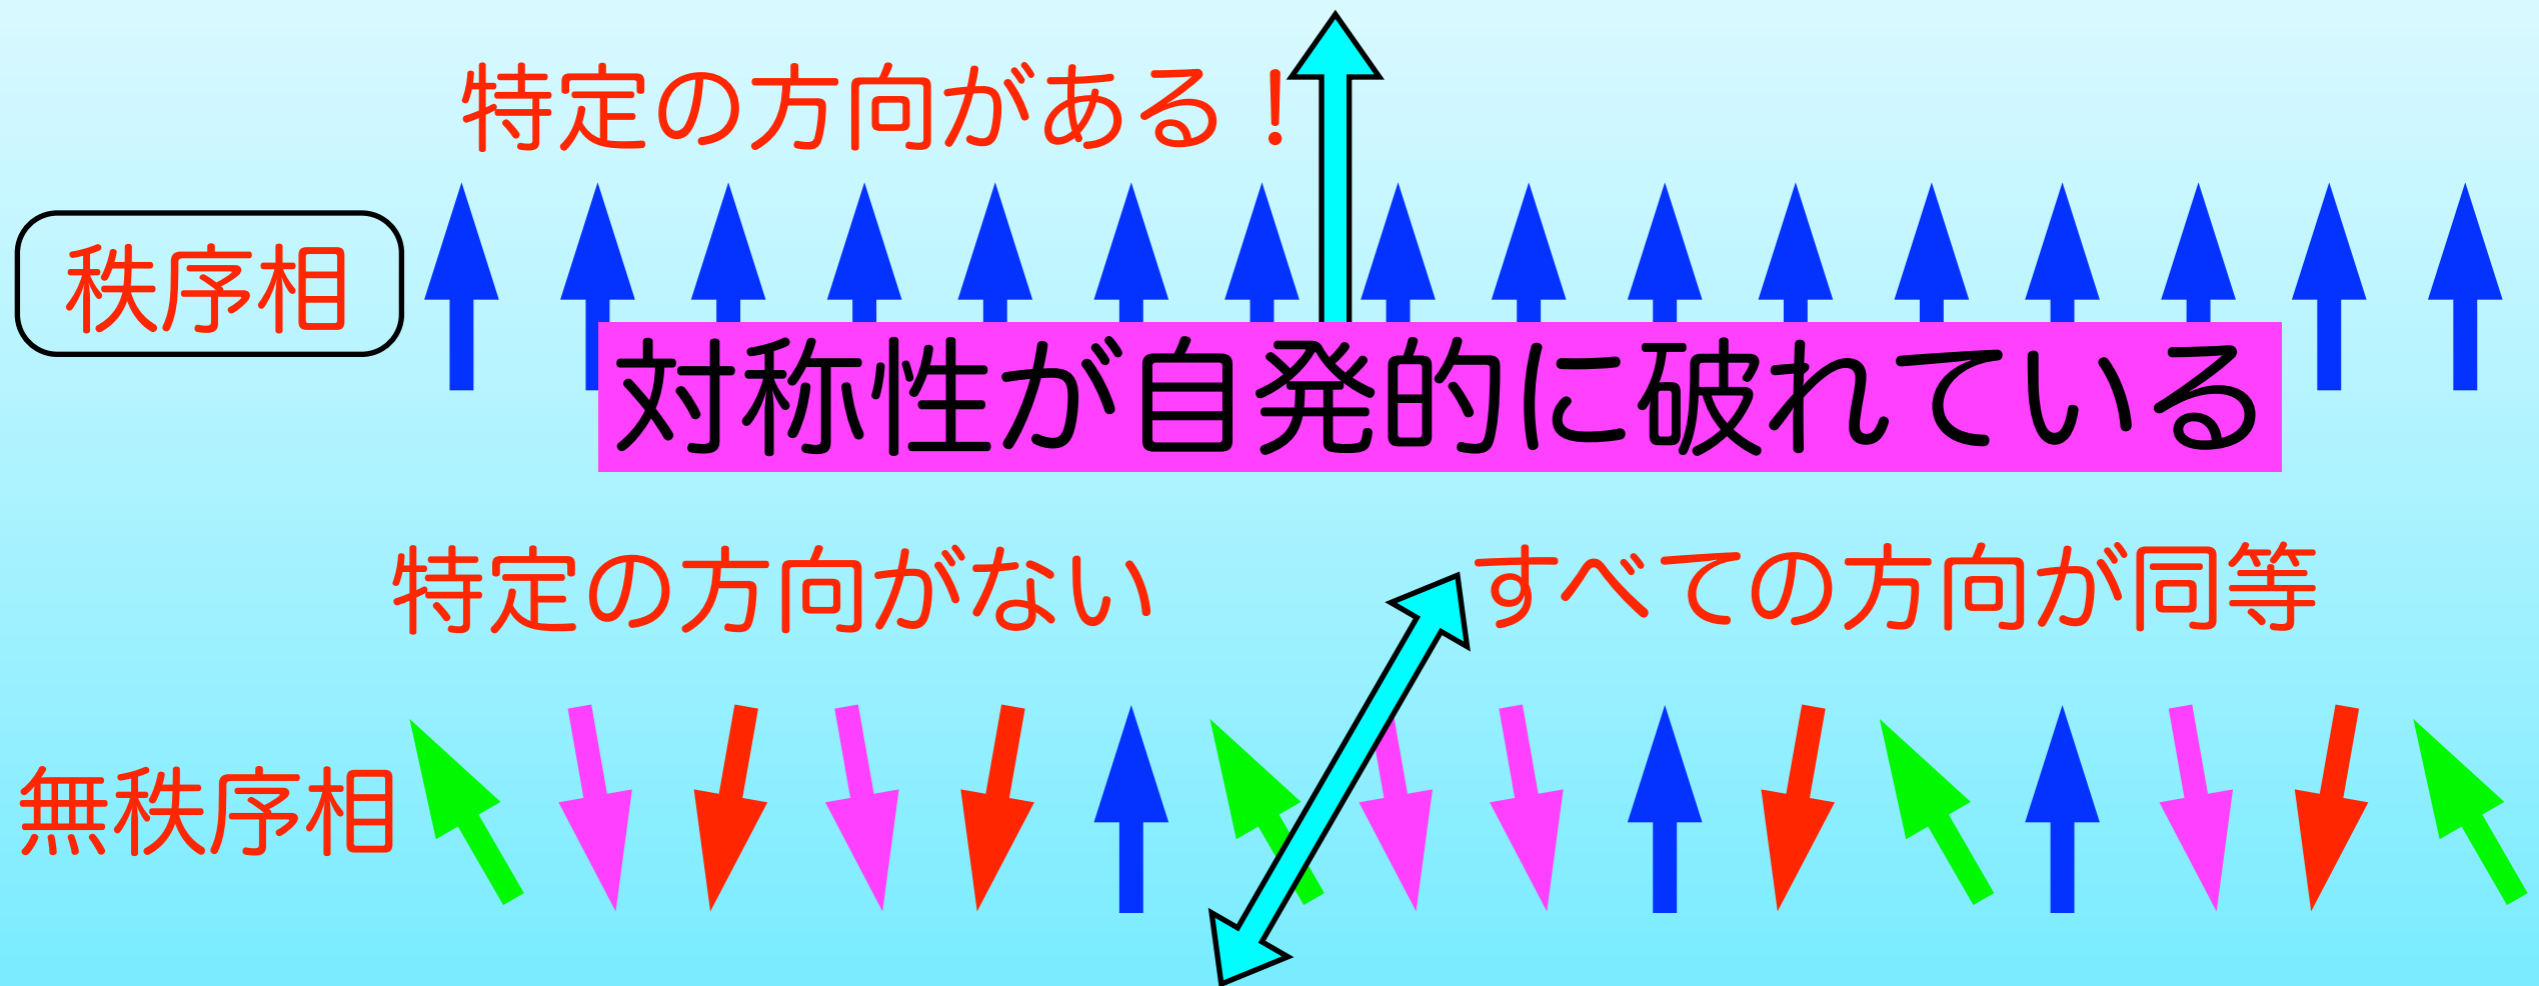 特定の方向がある！
秩序相
対称性が自発的に破れている
特定の方向がない
すべての方向が同等
無秩序相